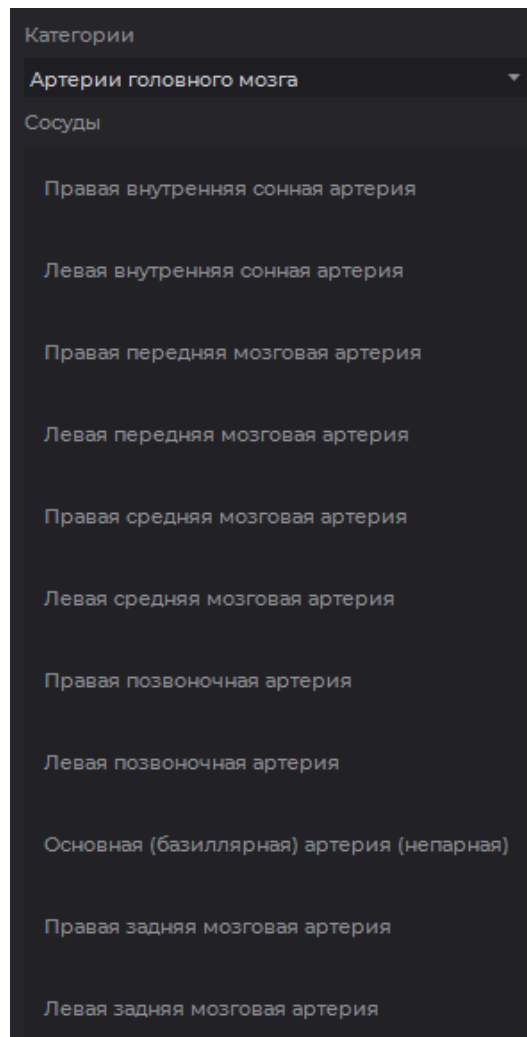 Категории
Артерии головного мозга
Сосуды
Правая внутренняя сонная артерия
Левая внутренняя сонная артерия
Правая передняя мозговая артерия
Левая передняя мозговая артерия
Правая средняя мозговая артерия
Левая средняя мозговая артерия
Правая позвоночная артерия
Левая позвоночная артерия
Основная (базиллярная) артерия (непарная)
Правая задняя мозговая артерия
Левая задняя мозговая артерия